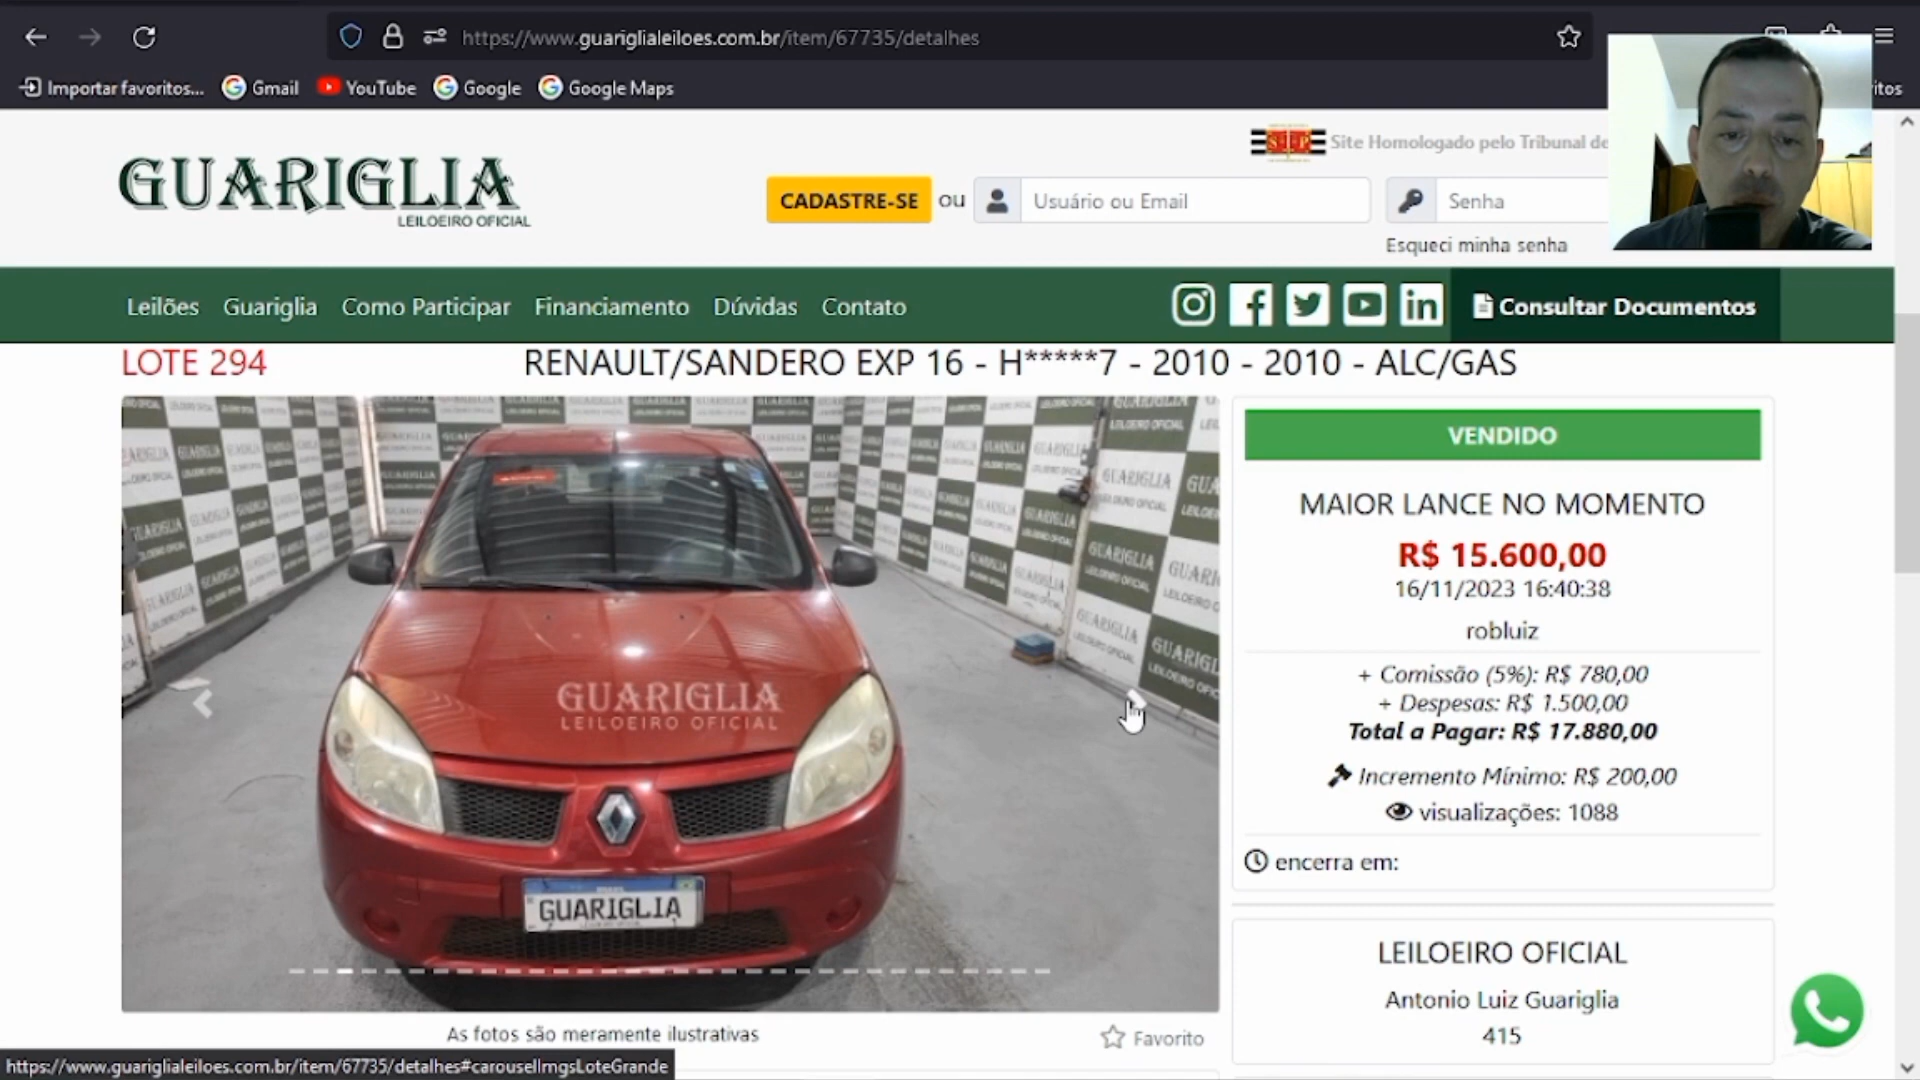 https://www.guariglialeiloes.com.br/item/67735/detalhes
Importar favoritos... Gmail YouTube Google Google Maps
itos
GUARIGLIA
LEILOEIRO OFICIAL
Site Homologado pelo Tribunal de
CADASTRE-SE ou Usuário ou Email Senha
Esqueci minha senha
Leilões Guariglia Como Participar Financiamento Dúvidas Contato Consultar Documentos
LOTE 294 RENAULT/SANDERO EXP 16 - H*****7 - 2010 - 2010 - ALC/GAS
VENDIDO
MAIOR LANCE NO MOMENTO
R$ 15.600,00
16/11/2023 16:40:38
robluiz
+ Comissão (5%): R$ 780,00
+ Despesas: R$ 1.500,00
Total a Pagar: R$ 17.880,00
Incremento Mínimo: R$ 200,00
visualizações: 1088
encerra em:
GUARIGLIA
LEILOEIRO OFICIAL
GUARIGLIA
LEILOEIRO OFICIAL
Antonio Luiz Guariglia
415
As fotos são meramente ilustrativas Favorito
https://www.guariglialeiloes.com.br/item/67735/detalhes#carouselImgsLoteGrande